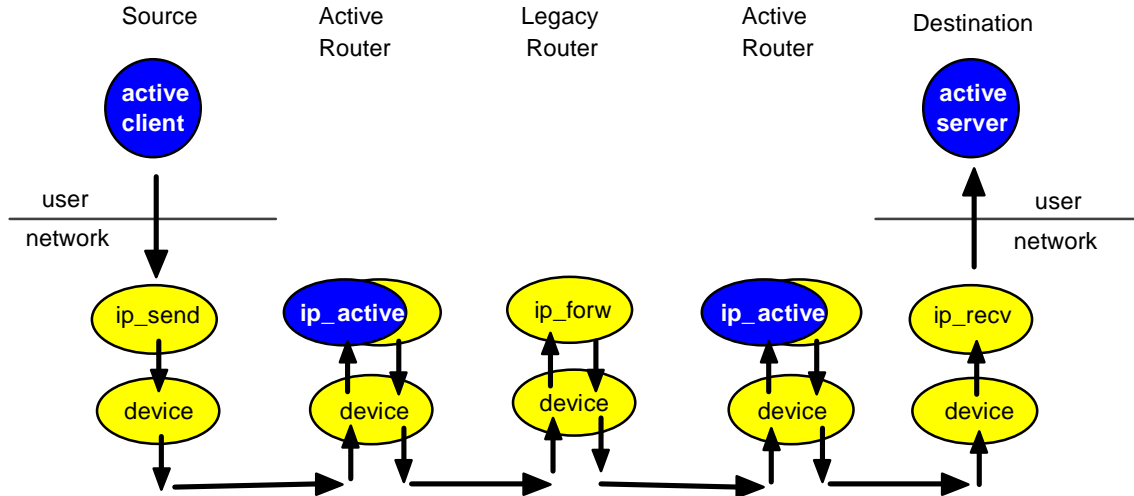 Source
Active
Router
Legacy
Router
Active
Router
Destination
active
client
active
server
user
network
user
network
ip_send
ip_active
ip_forw
ip_active
ip_recv
device
device
device
device
device